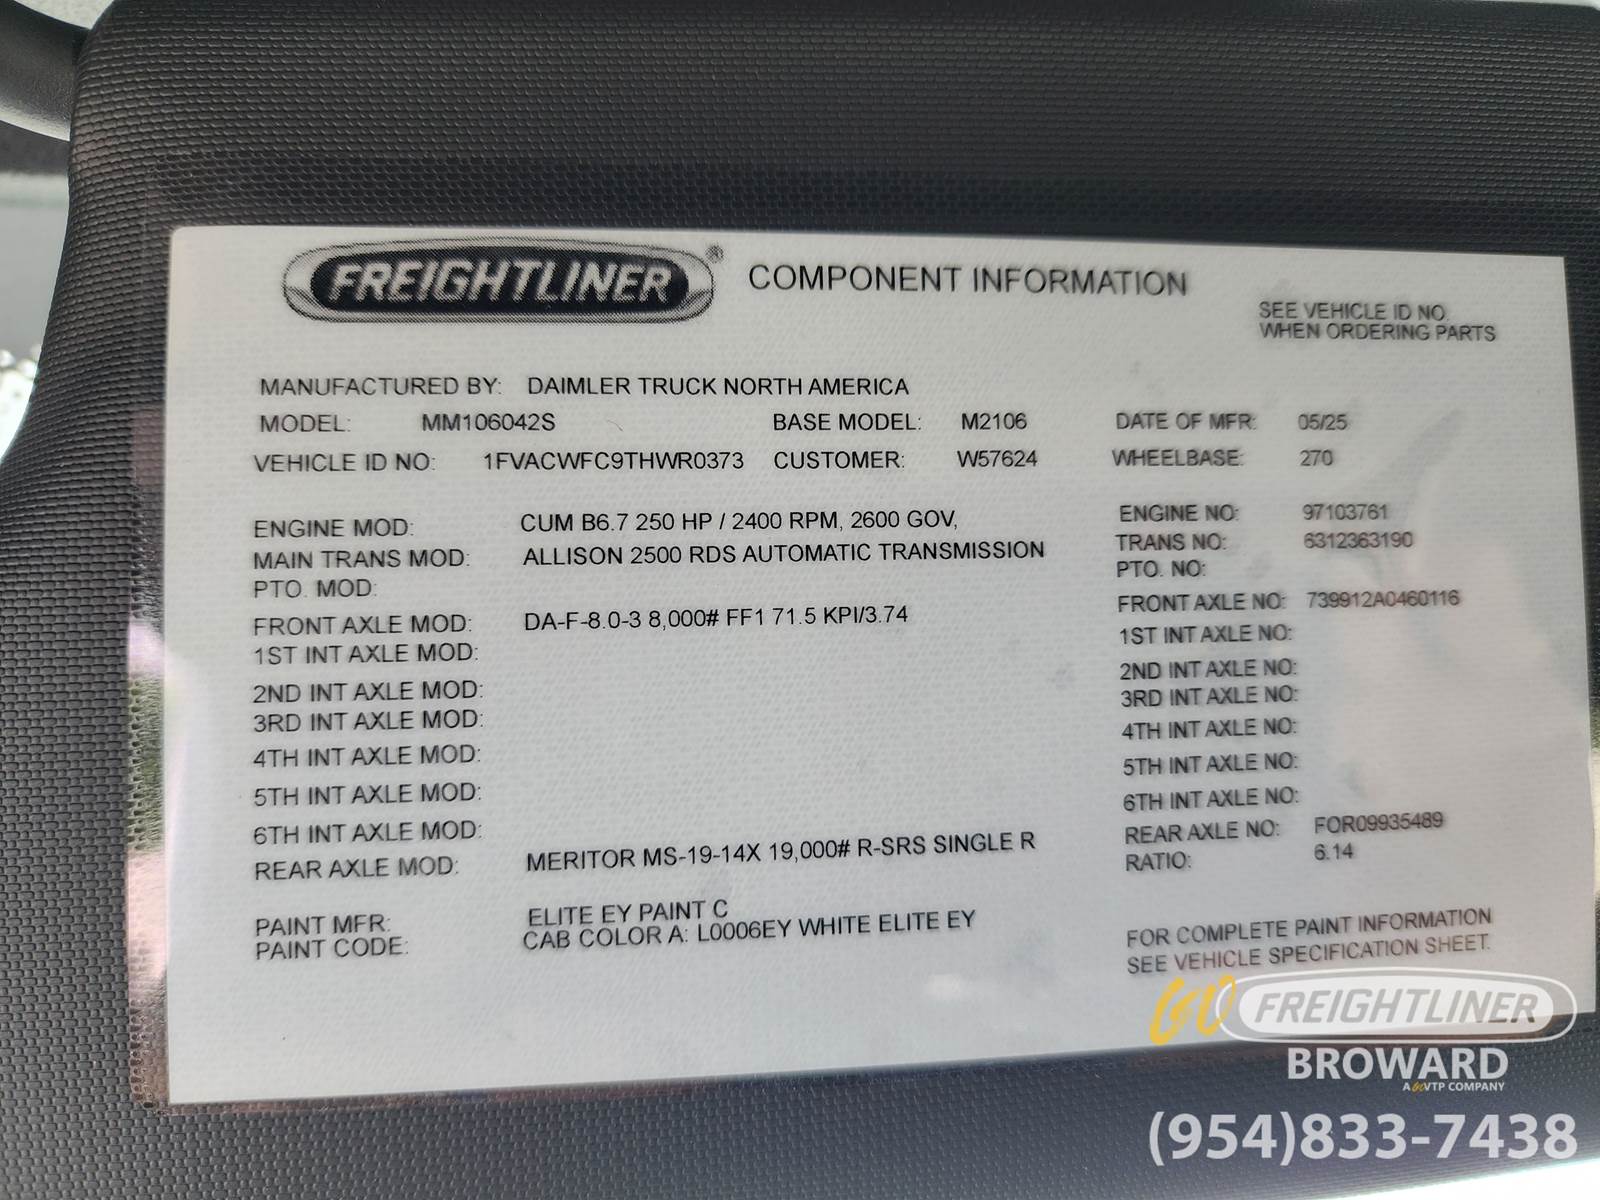 FREIGHTLINER® COMPONENT INFORMATION
SEE VEHICLE ID NO.
WHEN ORDERING PARTS
MANUFACTURED BY: DAIMLER TRUCK NORTH AMERICA
MODEL: MM106042S BASE MODEL: M2106 DATE OF MFR: 05/25
VEHICLE ID NO: 1FVACWFC9THWR0373 CUSTOMER: W57624 WHEELBASE: 270
ENGINE MOD: CUM B6.7 250 HP / 2400 RPM, 2600 GOV, ENGINE NO: 97103761
MAIN TRANS MOD: ALLISON 2500 RDS AUTOMATIC TRANSMISSION TRANS NO: 6312363190
PTO. MOD: PTO. NO:
FRONT AXLE MOD: DA-F-8.0-3 8,000# FF1 71.5 KPI/3.74 FRONT AXLE NO: 739912A0460116
1ST INT AXLE MOD: 1ST INT AXLE NO:
2ND INT AXLE MOD: 2ND INT AXLE NO:
3RD INT AXLE MOD: 3RD INT AXLE NO:
4TH INT AXLE MOD: 4TH INT AXLE NO:
5TH INT AXLE MOD: 5TH INT AXLE NO:
6TH INT AXLE MOD: 6TH INT AXLE NO:
REAR AXLE MOD: MERITOR MS-19-14X 19,000# R-SRS SINGLE R REAR AXLE NO: FOR09935489
RATIO: 6.14
PAINT MFR: ELITE EY PAINT C
PAINT CODE: CAB COLOR A: L0006EY WHITE ELITE EY
FOR COMPLETE PAINT INFORMATION
SEE VEHICLE SPECIFICATION SHEET.
GO FREIGHTLINER
BROWARD
A GO VTP COMPANY
(954)833-7438